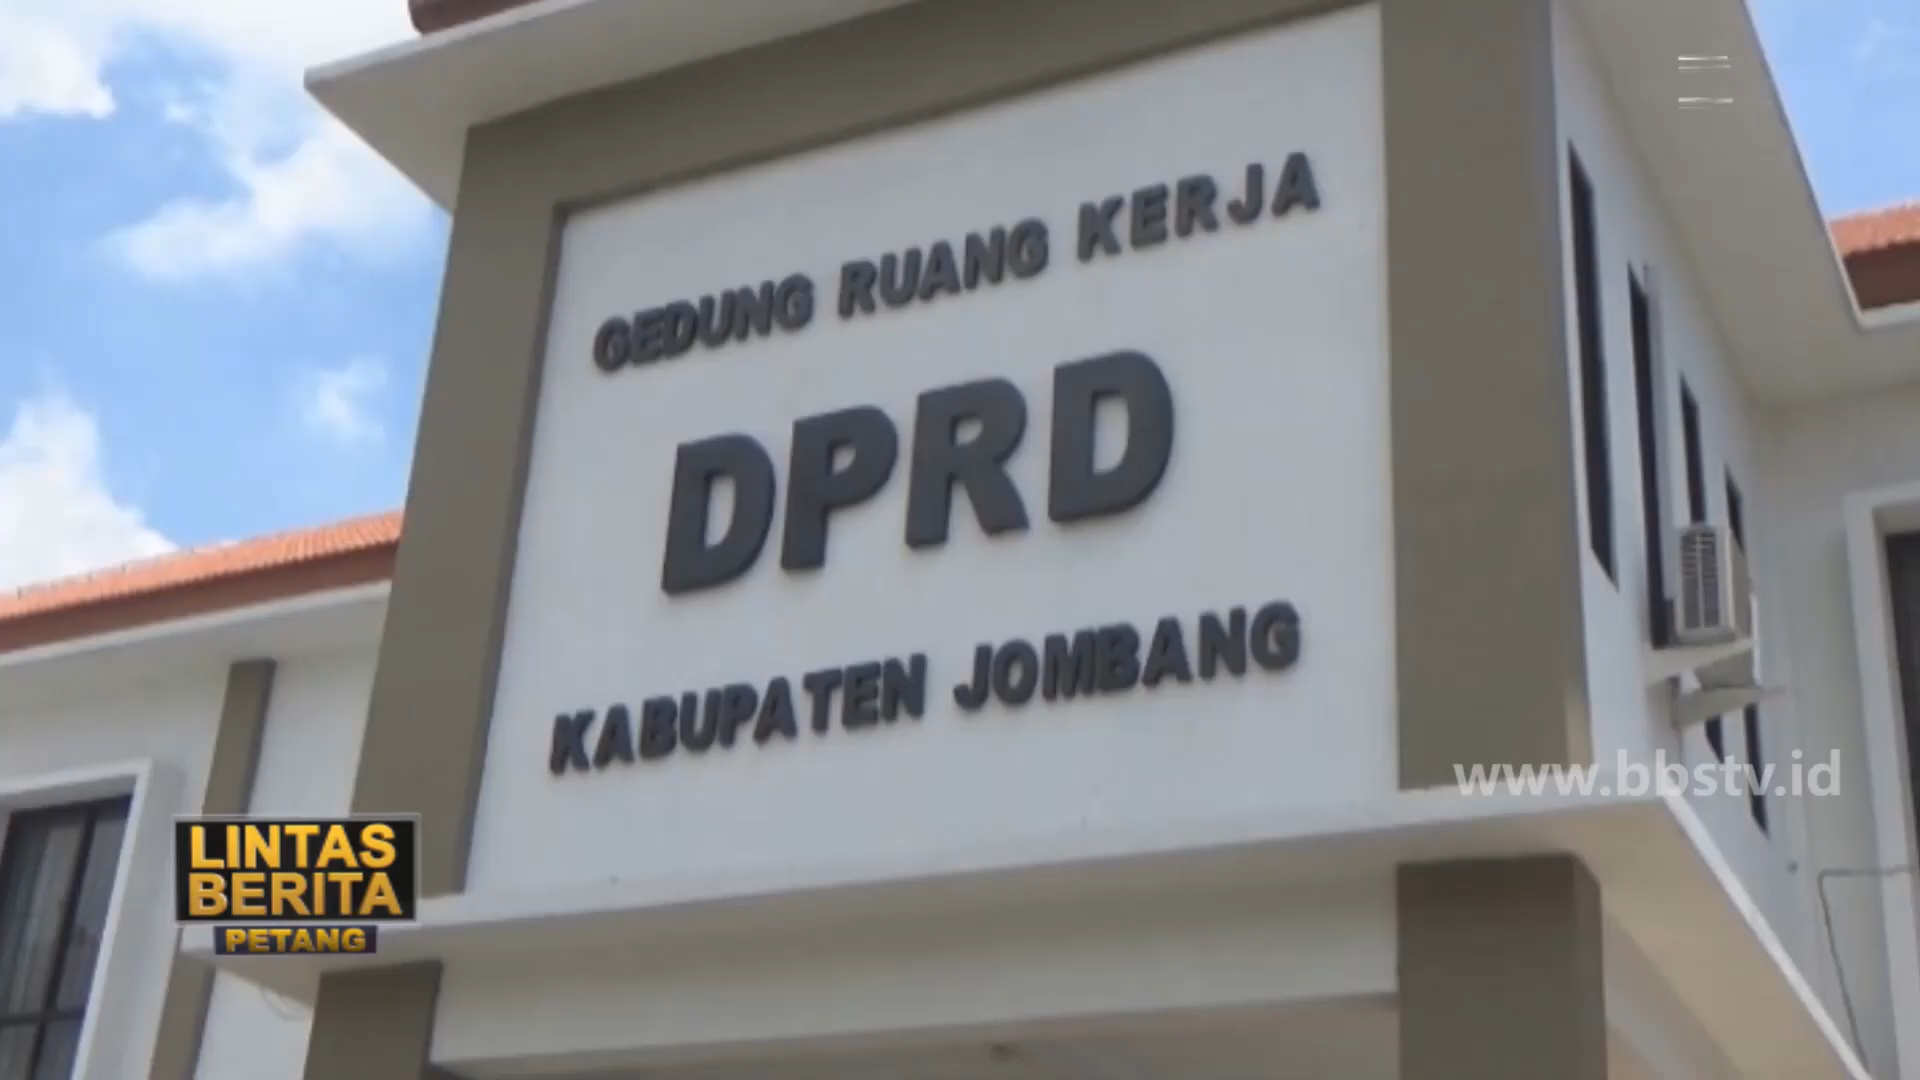 GEDUNG RUANG KERJA
DPRD
KABUPATEN JOMBANG
www.bbstv.id
LINTAS
BERITA
PETANG